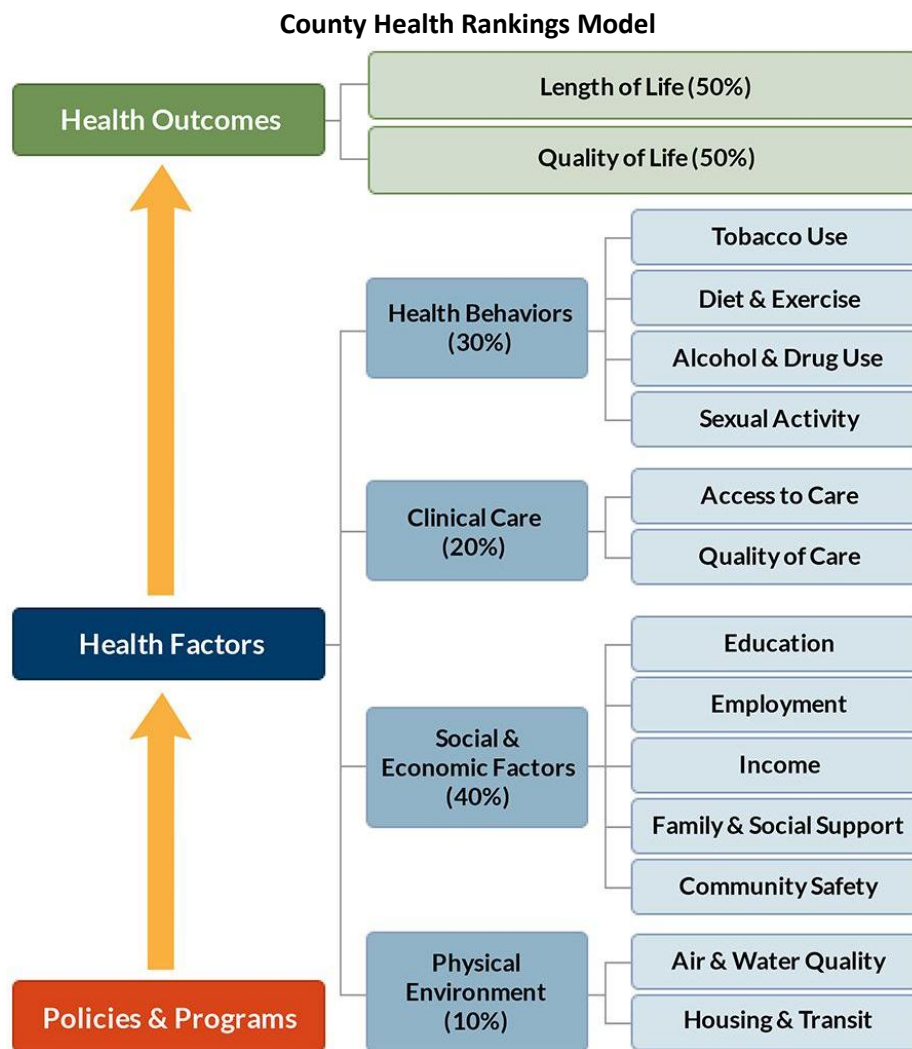 County Health Rankings Model
Health Outcomes
Length of Life (50%)
Quality of Life (50%)
Health Behaviors
(30%)
Tobacco Use
Diet & Exercise
Alcohol & Drug Use
Sexual Activity
Clinical Care
(20%)
Access to Care
Quality of Care
Health Factors
Social &
Economic Factors
(40%)
Education
Employment
Income
Family & Social Support
Community Safety
Physical
Environment
(10%)
Air & Water Quality
Housing & Transit
Policies & Programs